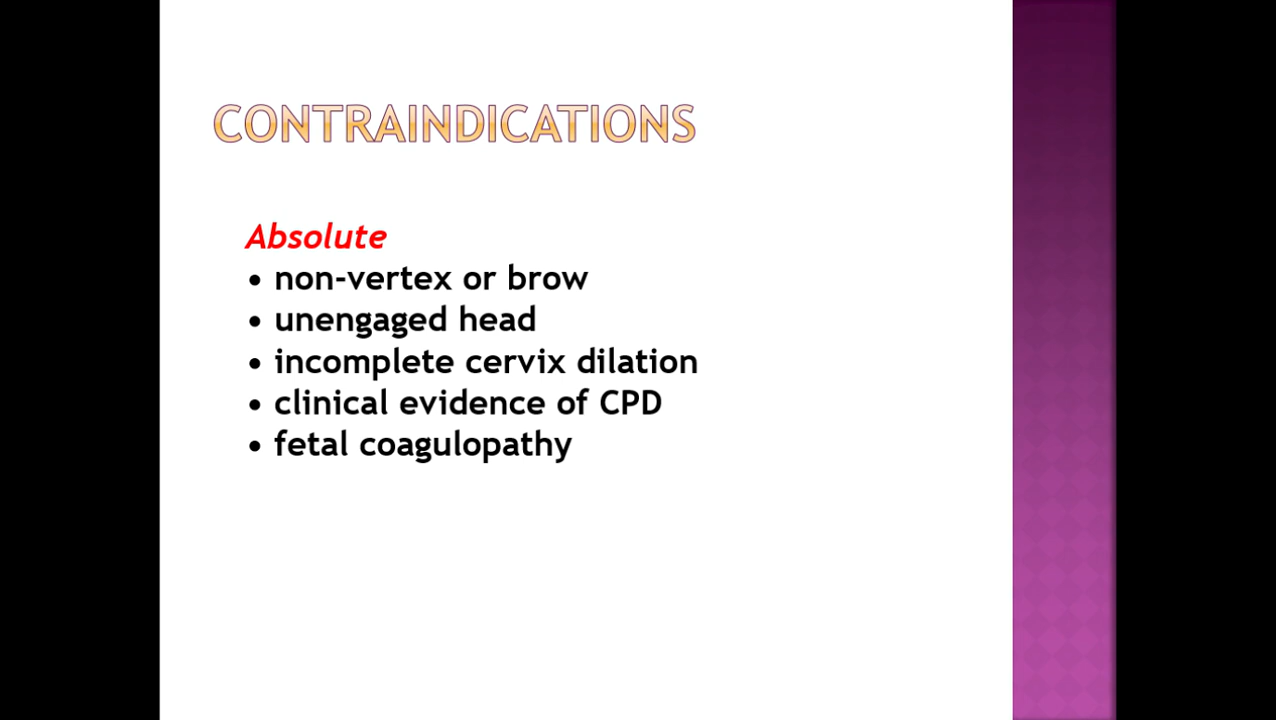 CONTRAINDICATIONS
Absolute
• non-vertex or brow
• unengaged head
• incomplete cervix dilation
• clinical evidence of CPD
• fetal coagulopathy